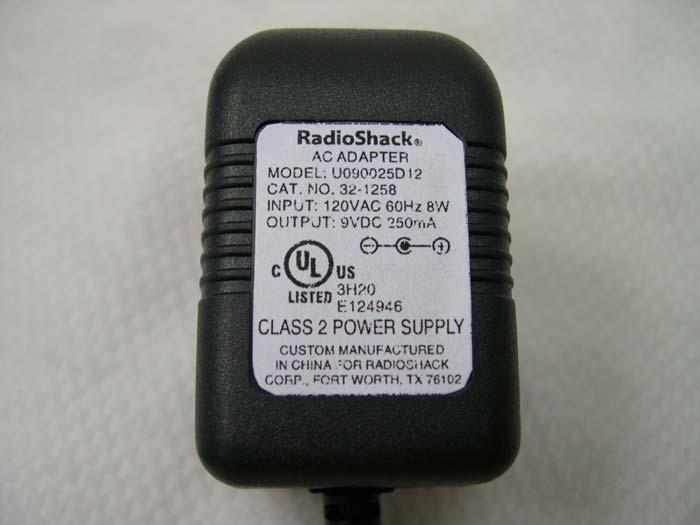 RadioShack®
AC ADAPTER
MODEL: U090025D12
CAT. NO. 32-1258
INPUT: 120VAC 60Hz 8W
OUTPUT: 9VDC 250mA
C UL US
LISTED 3H20
E124946
CLASS 2 POWER SUPPLY
CUSTOM MANUFACTURED
IN CHINA FOR RADIOSHACK
CORP., FORT WORTH, TX 76102